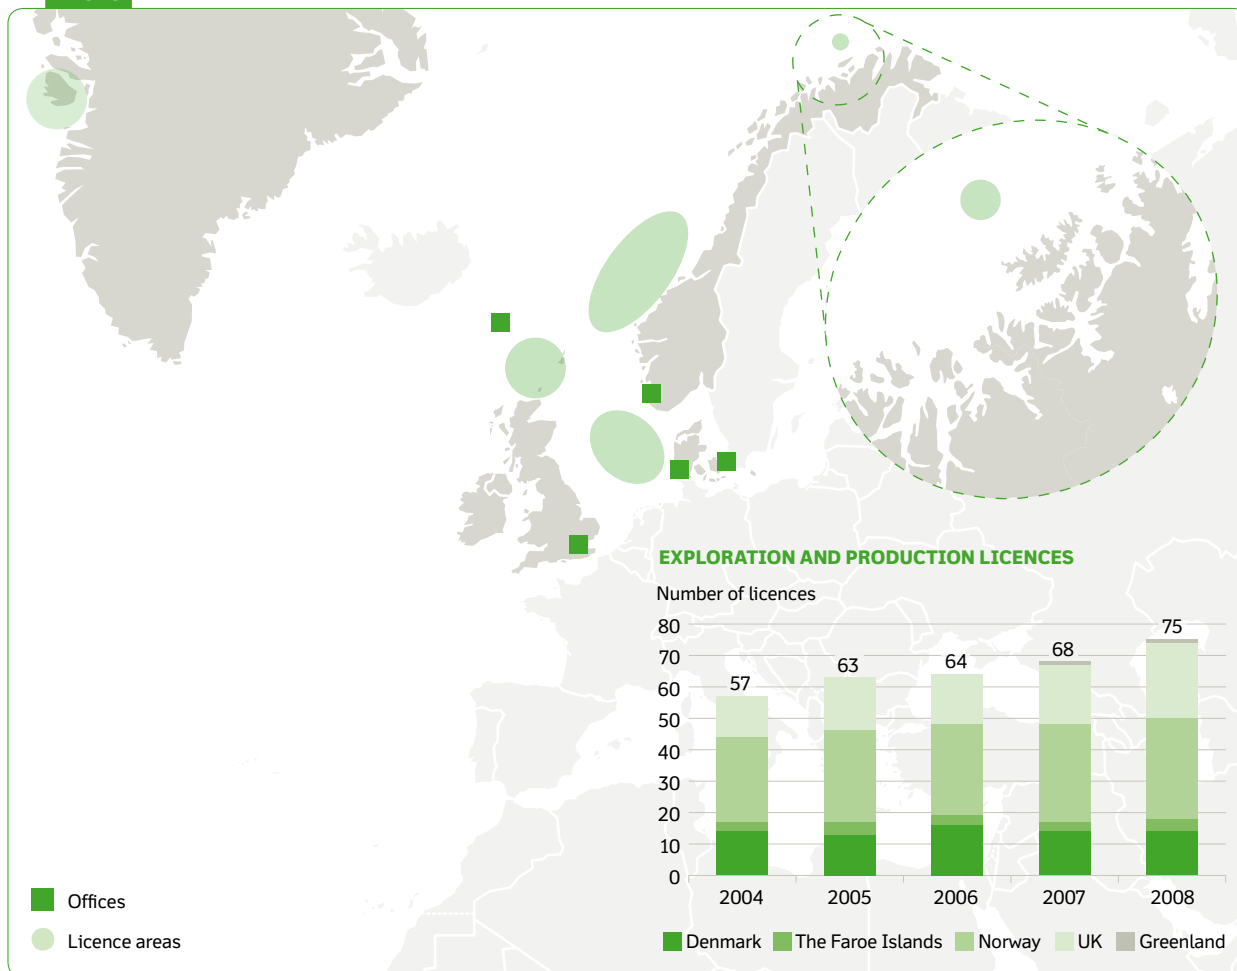 EXPLORATION AND PRODUCTION LICENCES
Number of licences
80
70
60
50
40
30
20
10
0
57
63
64
68
75
2004 2005 2006 2007 2008
Denmark The Faroe Islands Norway UK Greenland
Offices
Licence areas